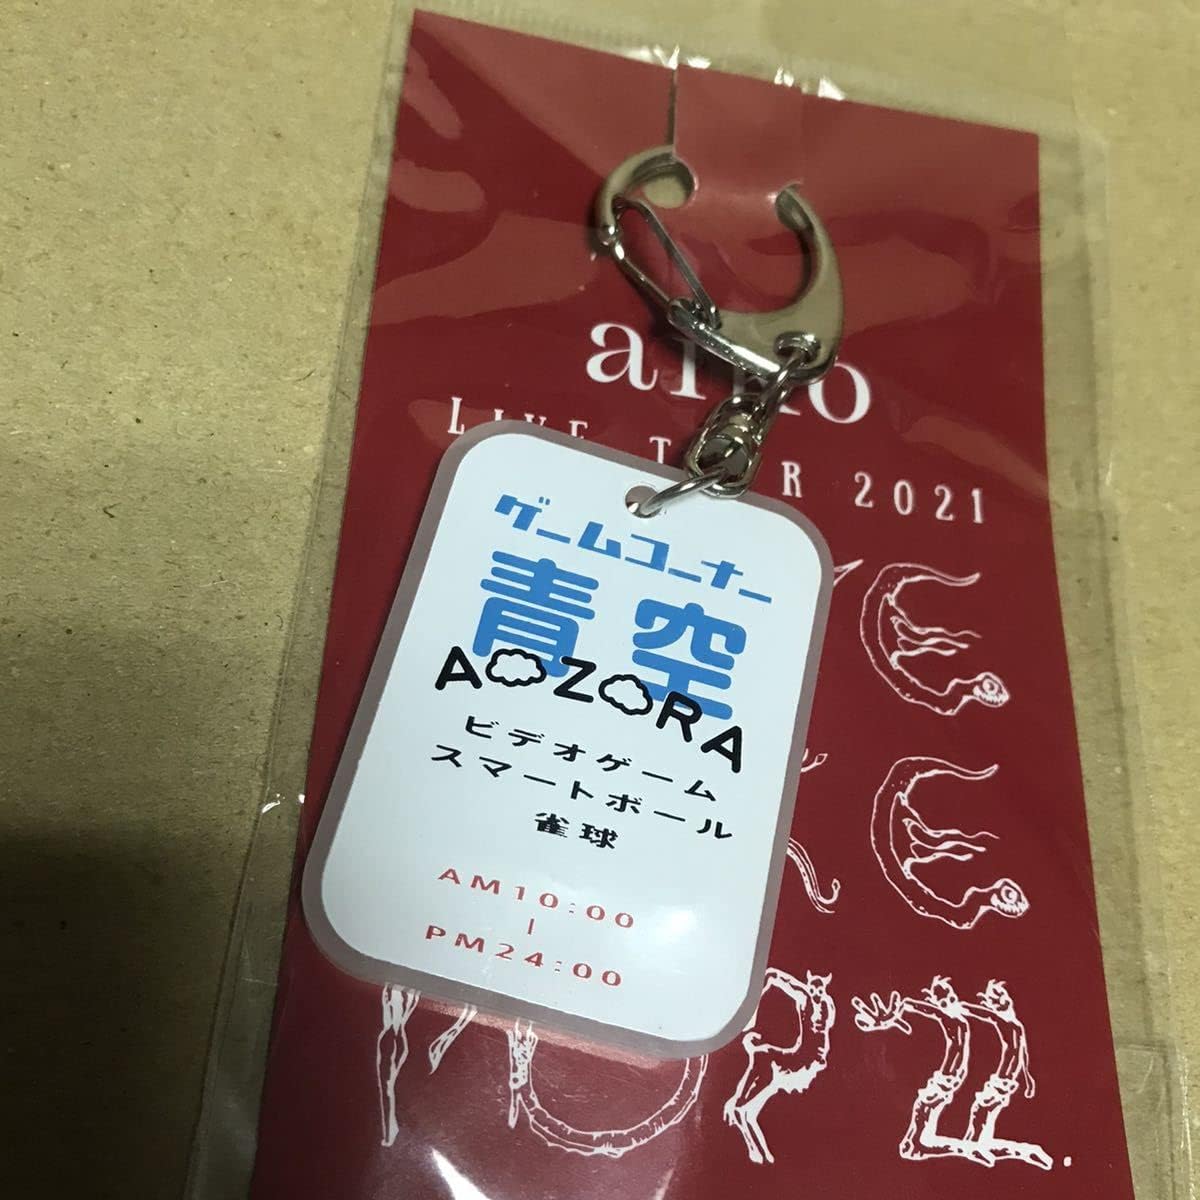 aiko
LIVE TOUR 2021
ゲームコーナー
青空
AOZORA
ビデオゲーム
スマートボール
雀球
AM10:00
|
PM24:00